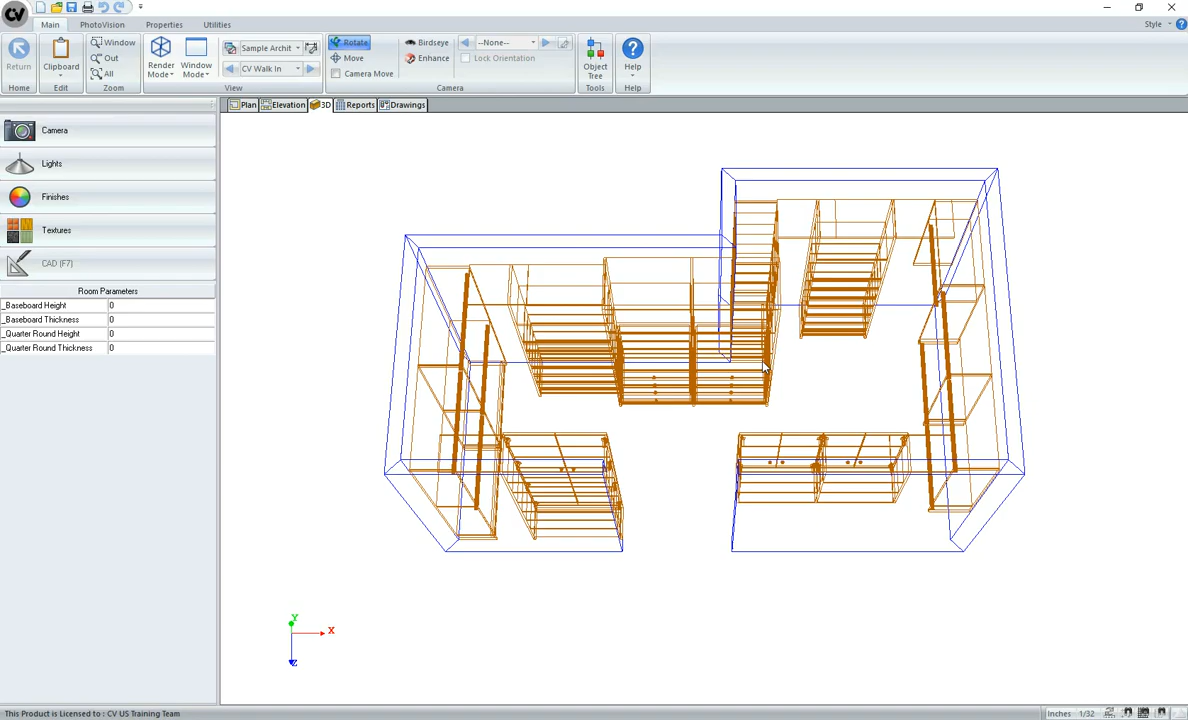 CV
Main PhotoVision Properties Utilities Style
Return
Home
Clipboard
Edit
Window
Out
All
Zoom
Render Mode
Window Mode
Sample Archit
CV Walk In
View
Rotate
Move
Camera Move
Birdseye
Enhance
--None--
Lock Orientation
Camera
Object Tree
Tools
Help
Help
Plan Elevation 3D Reports Drawings
Camera
Lights
Finishes
Textures
CAD (F7)
Room Parameters
_Baseboard Height 0
_Baseboard Thickness 0
_Quarter Round Height 0
_Quarter Round Thickness 0
Y
X
Z
This Product is Licensed to : CV US Training Team
Inches 1/32